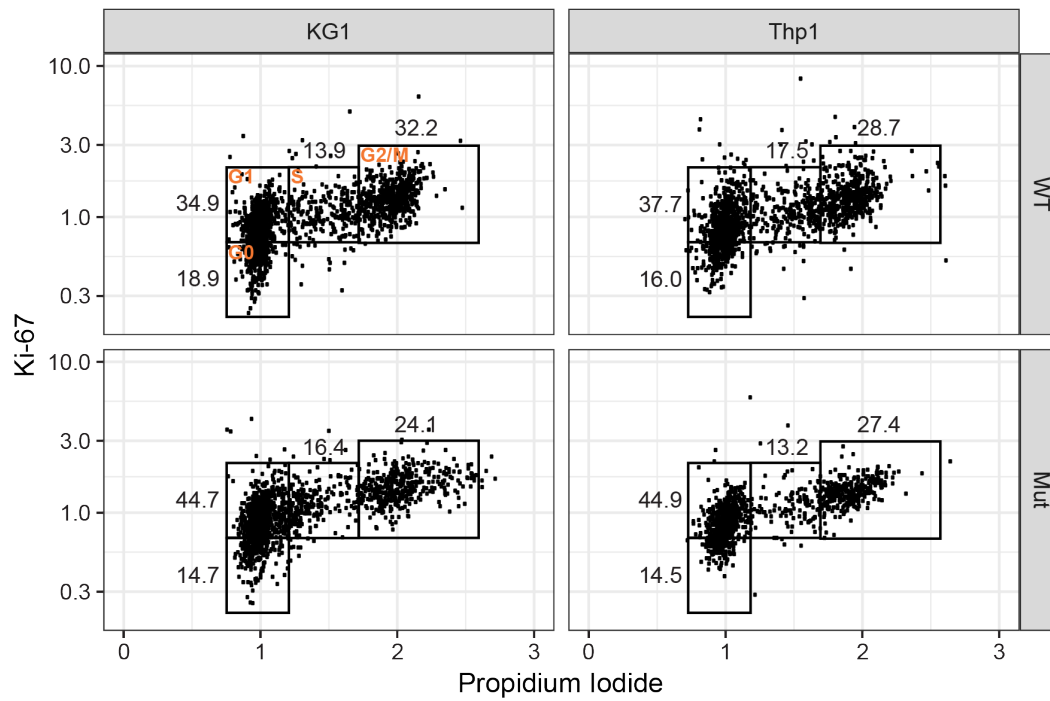 KG1 Thp1
10.0
32.2 28.7
3.0 13.9 G2/M 17.5
G1 S
34.9 37.7 WT
1.0
G0
18.9 16.0
0.3
Ki-67
10.0
24.1 27.4
3.0 16.4 13.2
44.7 44.9 Mut
1.0
14.7 14.5
0.3
0 1 2 3 0 1 2 3
Propidium Iodide